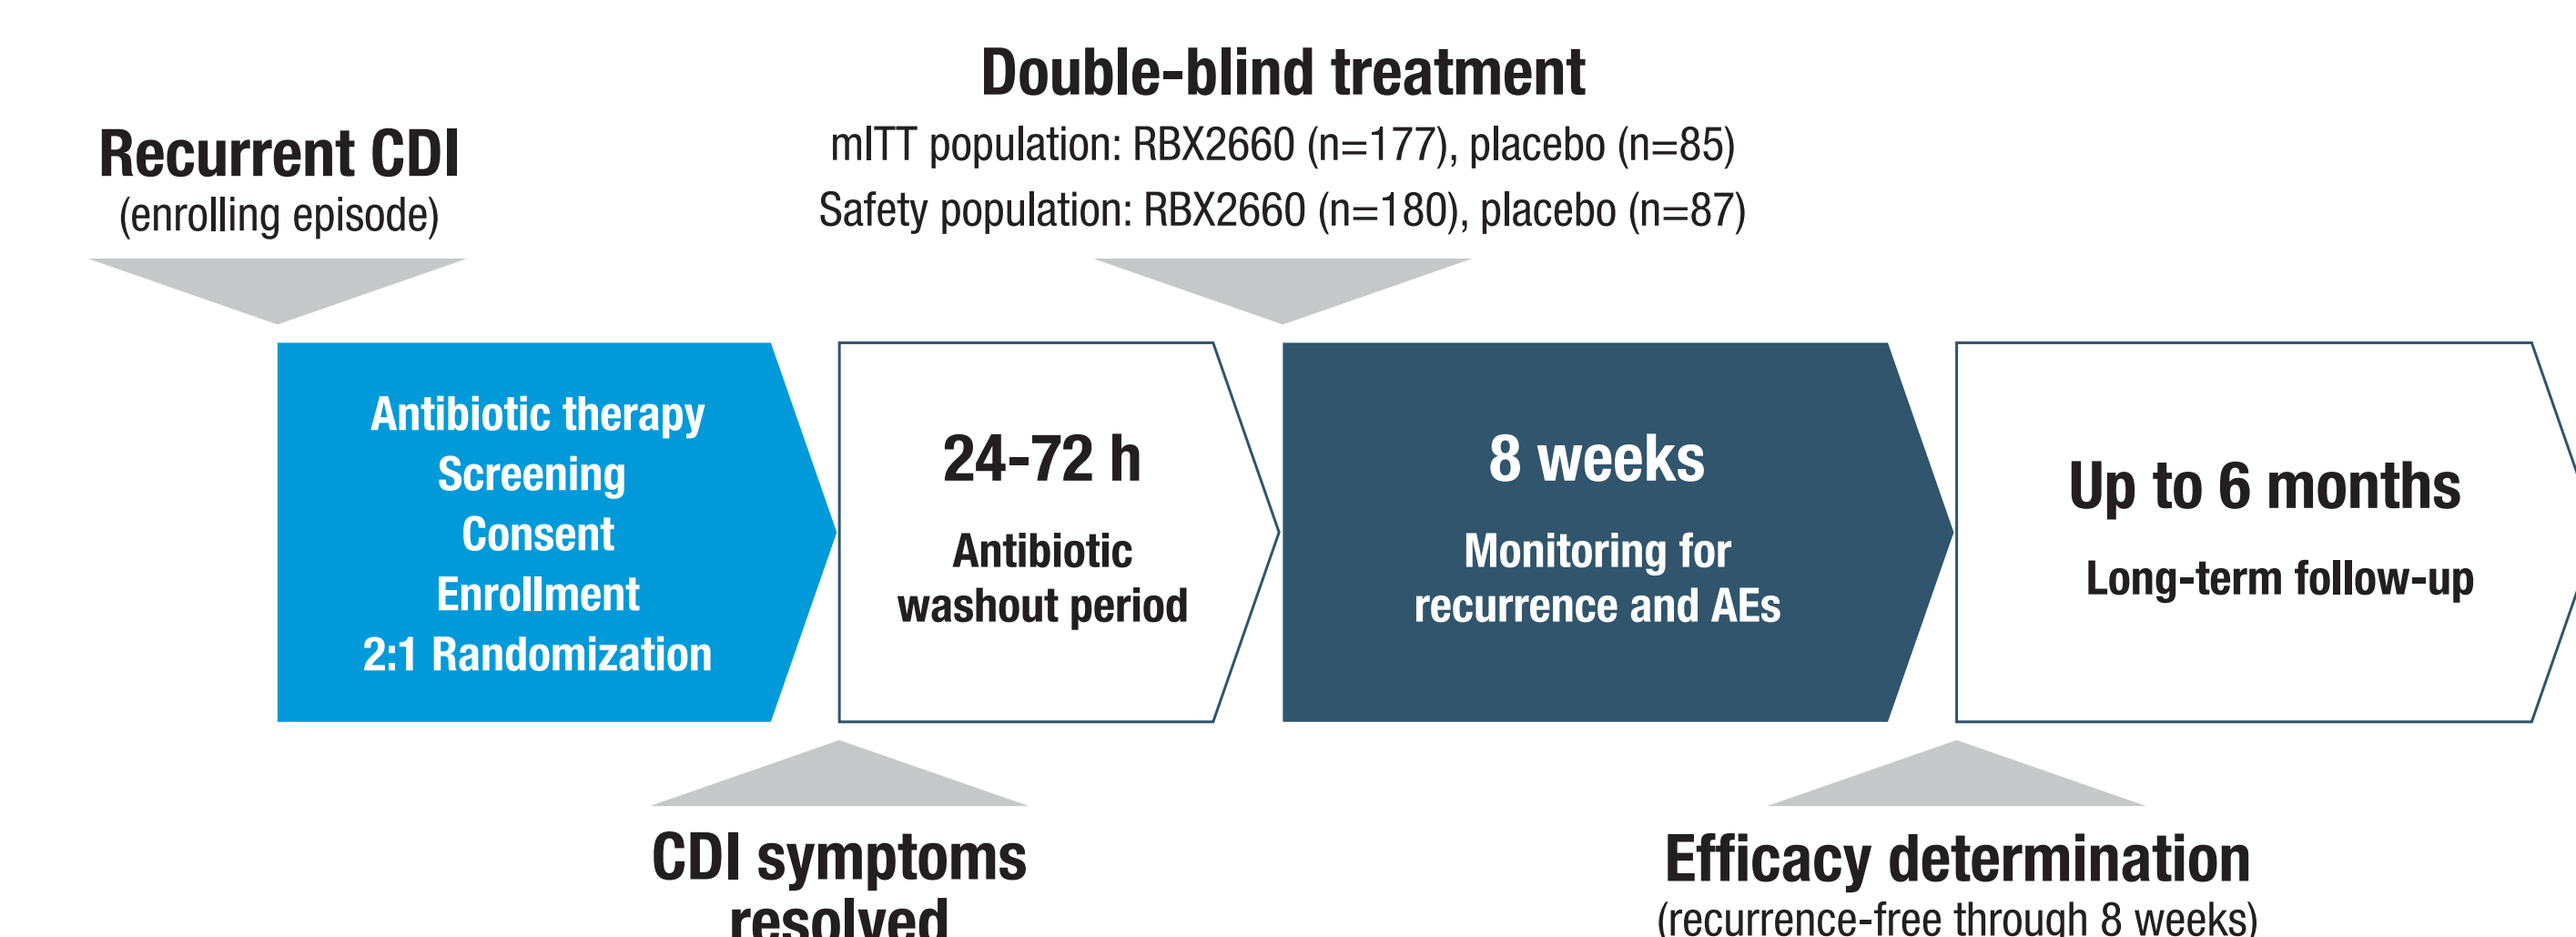 Double-blind treatment
mITT population: RBX2660 (n=177), placebo (n=85)
Safety population: RBX2660 (n=180), placebo (n=87)
Recurrent CDI
(enrolling episode)
Antibiotic therapy
Screening
Consent
Enrollment
2:1 Randomization
24-72 h
Antibiotic
washout period
8 weeks
Monitoring for
recurrence and AEs
Up to 6 months
Long-term follow-up
CDI symptoms
resolved
Efficacy determination
(recurrence-free through 8 weeks)